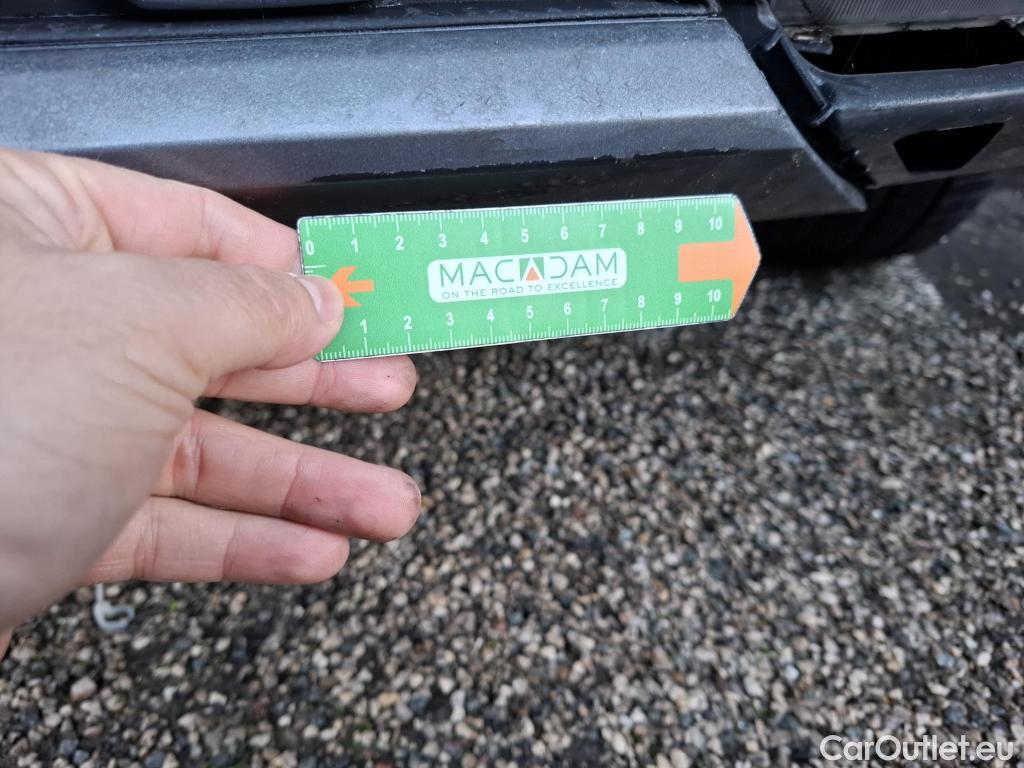 0 1 2 3 4 5 6 7 8 9 10
MACADAM
ON THE ROAD TO EXCELLENCE
1 2 3 4 5 6 7 8 9 10
CarOutlet.eu